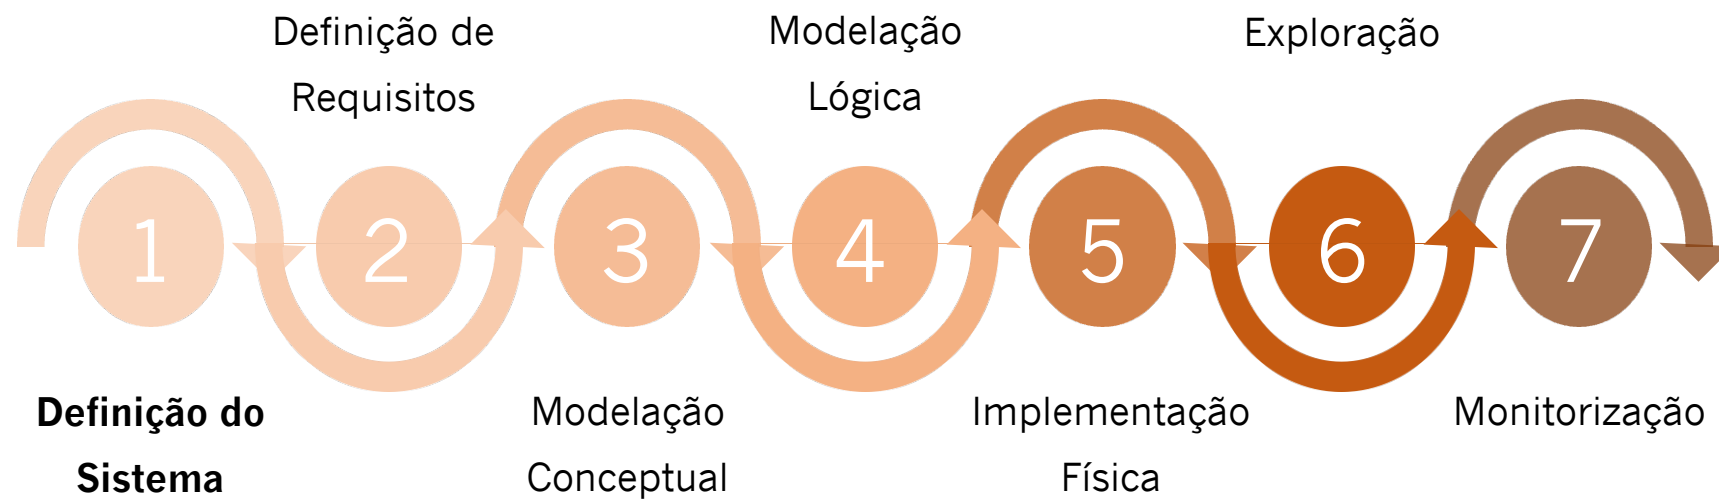 Definição de
Requisitos
Modelação
Lógica
Exploração
1
2
3
4
5
6
7
Definição do
Sistema
Modelação
Conceptual
Implementação
Física
Monitorização